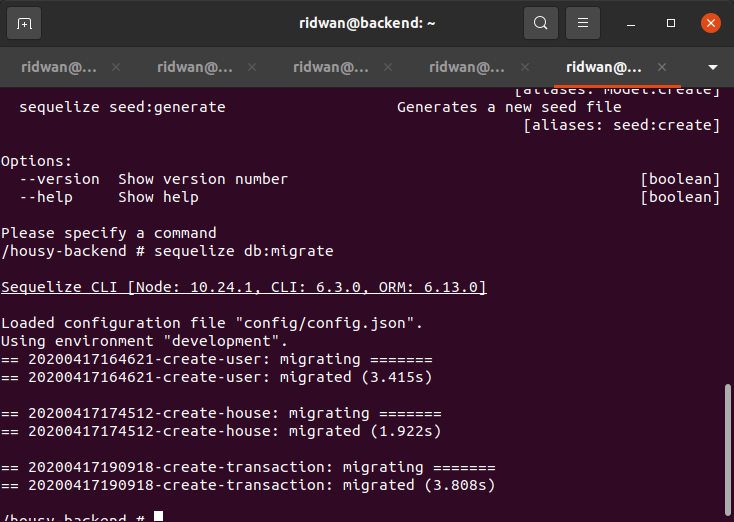 ridwan@backend: ~
ridwan@... × ridwan@... × ridwan@... × ridwan@... × ridwan@... ×
[aliases: model:create]
sequelize seed:generate Generates a new seed file
[aliases: seed:create]
Options:
--version Show version number [boolean]
--help Show help [boolean]
Please specify a command
/housy-backend # sequelize db:migrate
Sequelize CLI [Node: 10.24.1, CLI: 6.3.0, ORM: 6.13.0]
Loaded configuration file "config/config.json".
Using environment "development".
== 20200417164621-create-user: migrating =======
== 20200417164621-create-user: migrated (3.415s)
== 20200417174512-create-house: migrating =======
== 20200417174512-create-house: migrated (1.922s)
== 20200417190918-create-transaction: migrating =======
== 20200417190918-create-transaction: migrated (3.808s)
/housy-backend #